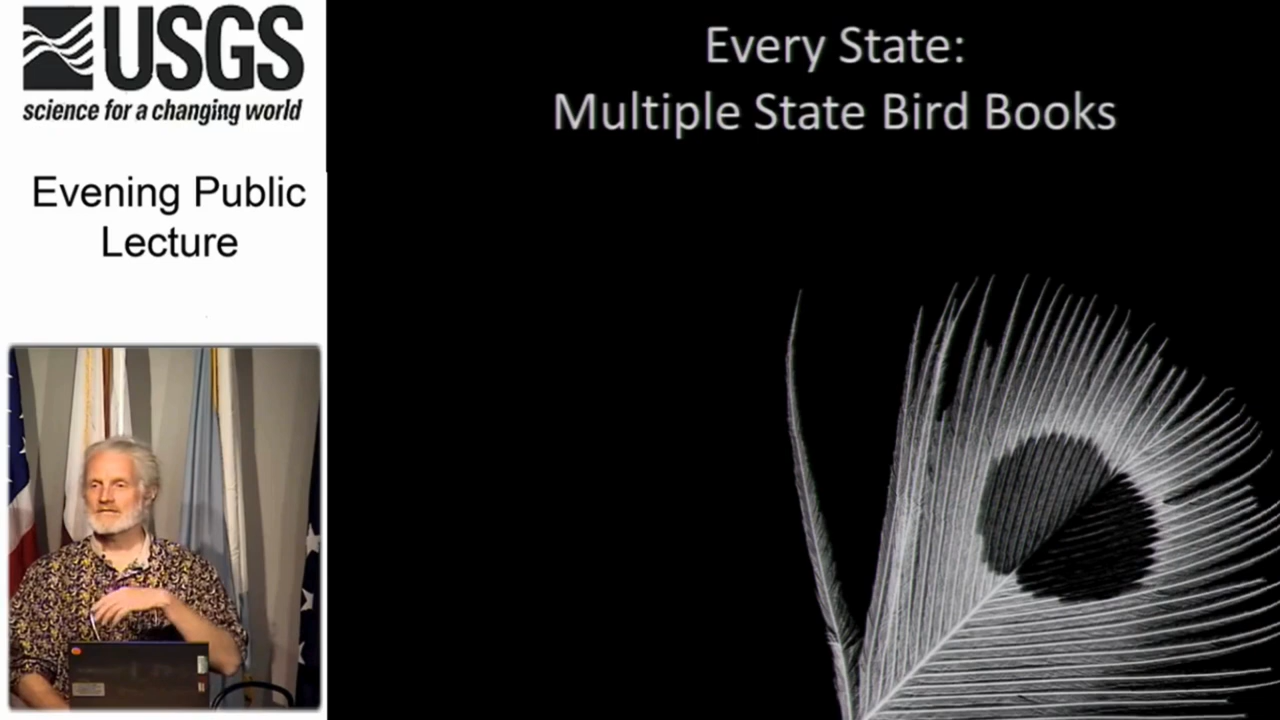 USGS
science for a changing world
Evening Public
Lecture
Every State:
Multiple State Bird Books